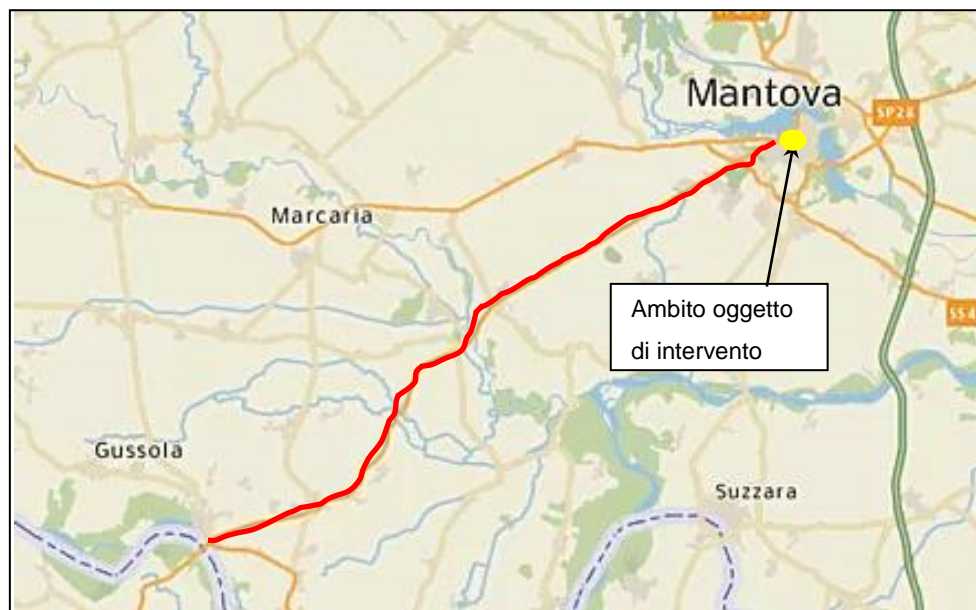 Mantova
SP28
Marcaria
Ambito oggetto
di intervento
SS4
Gussola
Suzzara